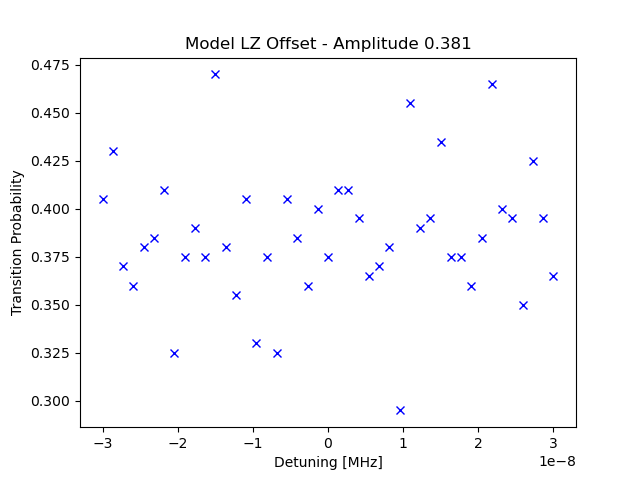 Model LZ Offset - Amplitude 0.381
Transition Probability
0.475
0.450
0.425
0.400
0.375
0.350
0.325
0.300
−3 −2 −1 0 1 2 3
1e−8
Detuning [MHz]